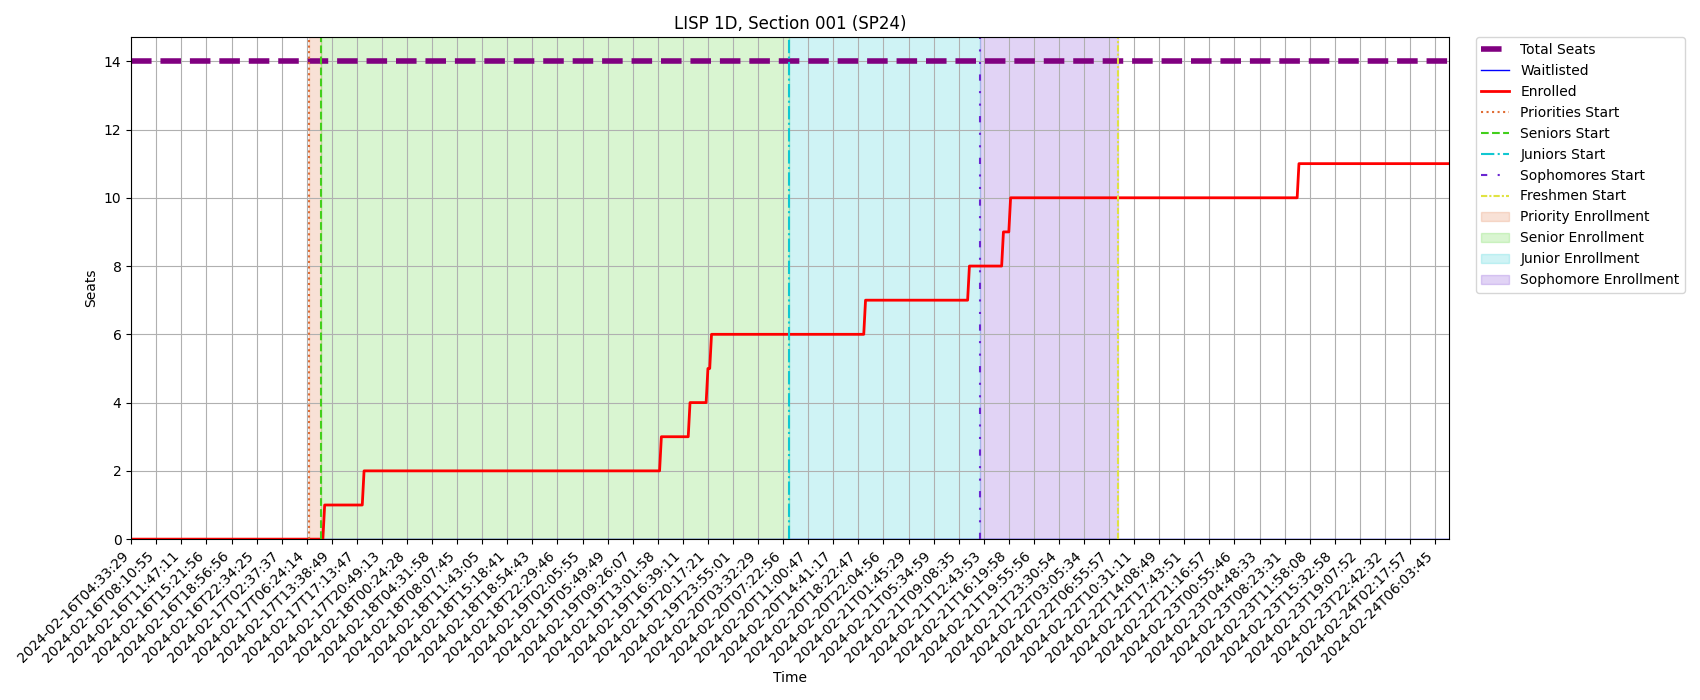 LISP 1D, Section 001 (SP24)
Seats
14
12
10
8
6
4
2
0
2024-02-16T04:33:29
2024-02-16T08:10:55
2024-02-16T11:47:11
2024-02-16T15:21:56
2024-02-16T18:56:56
2024-02-16T22:34:25
2024-02-17T02:37:37
2024-02-17T06:24:14
2024-02-17T13:38:49
2024-02-17T17:13:47
2024-02-17T20:49:13
2024-02-18T00:24:28
2024-02-18T04:31:58
2024-02-18T08:07:45
2024-02-18T11:43:05
2024-02-18T15:18:41
2024-02-18T18:54:43
2024-02-18T22:29:46
2024-02-19T02:05:55
2024-02-19T05:49:49
2024-02-19T09:26:07
2024-02-19T13:01:58
2024-02-19T16:39:11
2024-02-19T20:17:21
2024-02-19T23:55:01
2024-02-20T03:32:29
2024-02-20T07:22:56
2024-02-20T11:00:47
2024-02-20T14:41:17
2024-02-20T18:22:47
2024-02-20T22:04:56
2024-02-21T01:45:29
2024-02-21T05:34:59
2024-02-21T09:08:35
2024-02-21T12:43:53
2024-02-21T16:19:58
2024-02-21T19:55:56
2024-02-21T23:30:54
2024-02-22T03:05:34
2024-02-22T06:55:57
2024-02-22T10:31:11
2024-02-22T14:08:49
2024-02-22T17:43:51
2024-02-22T21:16:57
2024-02-23T00:55:46
2024-02-23T04:48:33
2024-02-23T08:23:31
2024-02-23T11:58:08
2024-02-23T15:32:58
2024-02-23T19:07:52
2024-02-23T22:42:32
2024-02-24T02:17:57
2024-02-24T06:03:45
Time
Total Seats
Waitlisted
Enrolled
Priorities Start
Seniors Start
Juniors Start
Sophomores Start
Freshmen Start
Priority Enrollment
Senior Enrollment
Junior Enrollment
Sophomore Enrollment